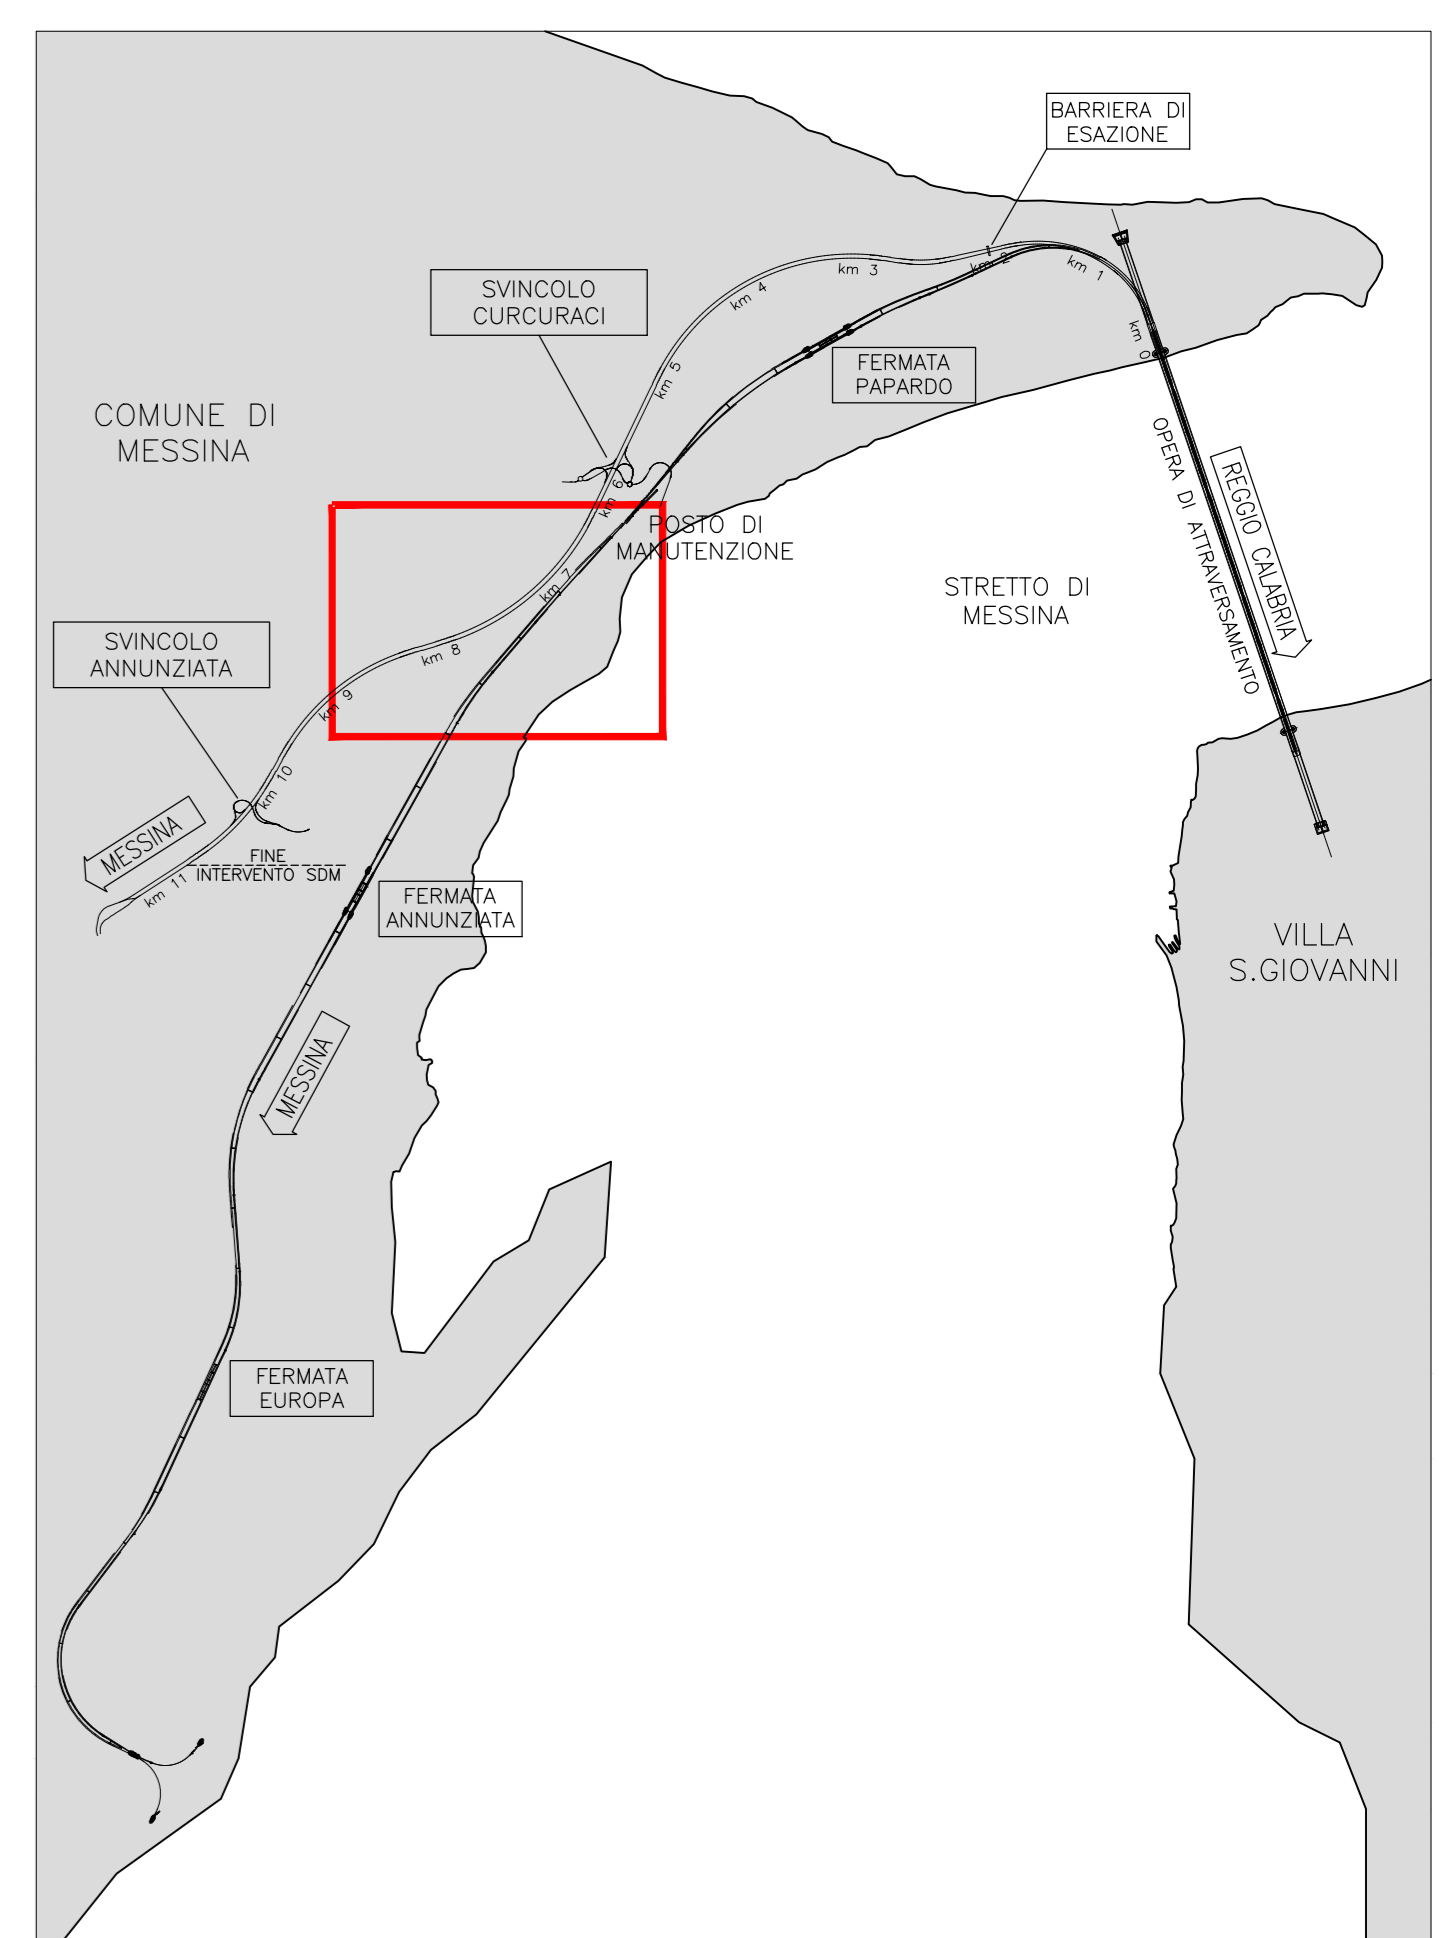 BARRIERA DI
ESAZIONE
km 2
km 1
km 3
km 4
km 0
SVINCOLO
CURCURACI
FERMATA
PAPARDO
km 5
COMUNE DI
MESSINA
OPERA DI ATTRAVERSAMENTO
REGGIO CALABRIA
km 6
POSTO DI
MANUTENZIONE
km 7
STRETTO DI
MESSINA
SVINCOLO
ANNUNZIATA
km 8
km 9
km 10
MESSINA
FINE
INTERVENTO SDM
km 11
FERMATA
ANNUNZIATA
VILLA
S.GIOVANNI
MESSINA
FERMATA
EUROPA